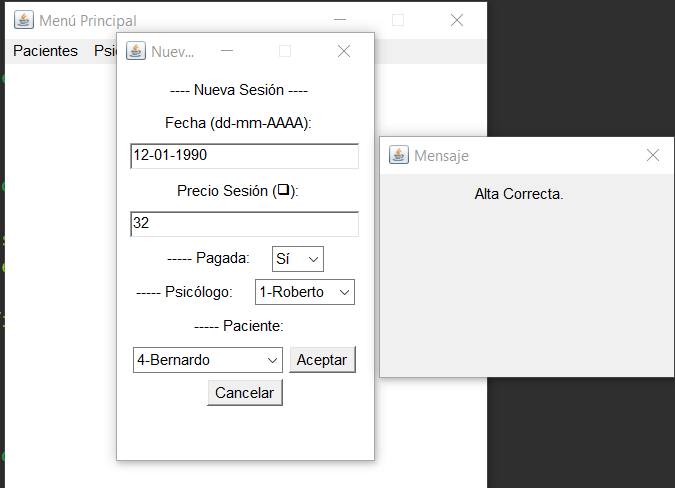 Menú Principal
Pacientes
Nuev...
---- Nueva Sesión ----
Fecha (dd-mm-AAAA):
12-01-1990
Precio Sesión (❑):
32
----- Pagada: Sí
----- Psicólogo: 1-Roberto
----- Paciente:
4-Bernardo Aceptar
Cancelar
Mensaje
Alta Correcta.